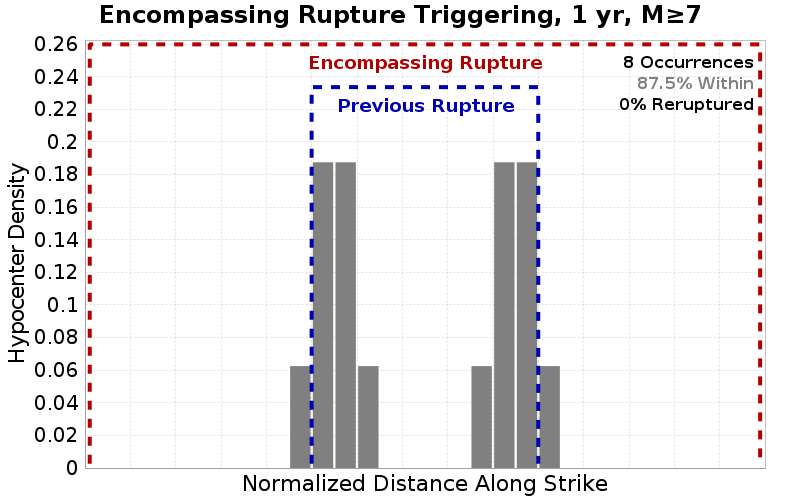 Encompassing Rupture Triggering, 1 yr, M≥7
0.26
0.24
0.22
0.2
0.18
0.16
0.14
0.12
0.1
0.08
0.06
0.04
0.02
0
Hypocenter Density
Encompassing Rupture
Previous Rupture
8 Occurrences
87.5% Within
0% Reruptured
Normalized Distance Along Strike